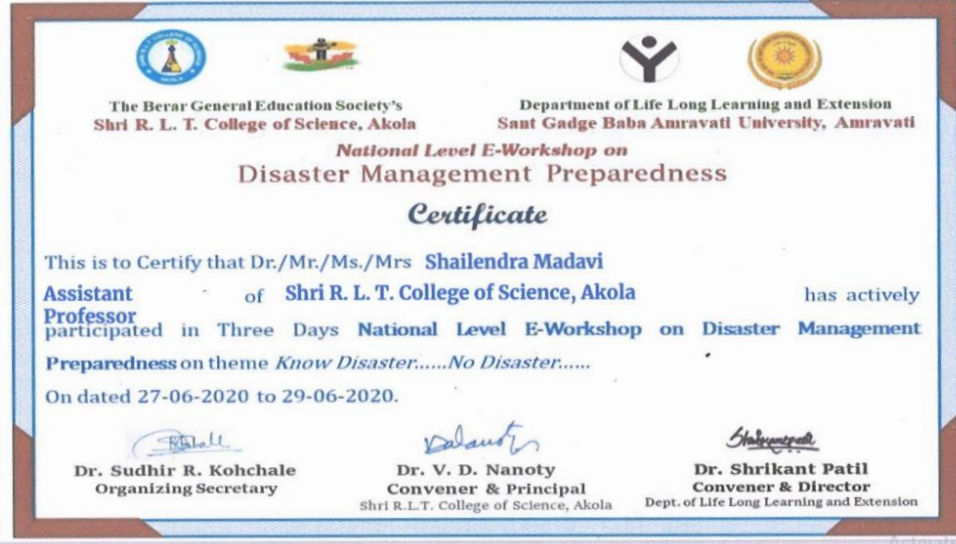 The Berar General Education Society's
Shri R. L. T. College of Science, Akola
Department of Life Long Learning and Extension
Sant Gadge Baba Amravati University, Amravati
National Level E-Workshop on
Disaster Management Preparedness
Certificate
This is to Certify that Dr./Mr./Ms./Mrs Shailendra Madavi
Assistant Professor of Shri R. L. T. College of Science, Akola has actively
participated in Three Days National Level E-Workshop on Disaster Management
Preparedness on theme Know Disaster......No Disaster......
On dated 27-06-2020 to 29-06-2020.
Dr. Sudhir R. Kohchale
Organizing Secretary
Dr. V. D. Nanoty
Convener & Principal
Shri R.L.T. College of Science, Akola
Dr. Shrikant Patil
Convener & Director
Dept. of Life Long Learning and Extension